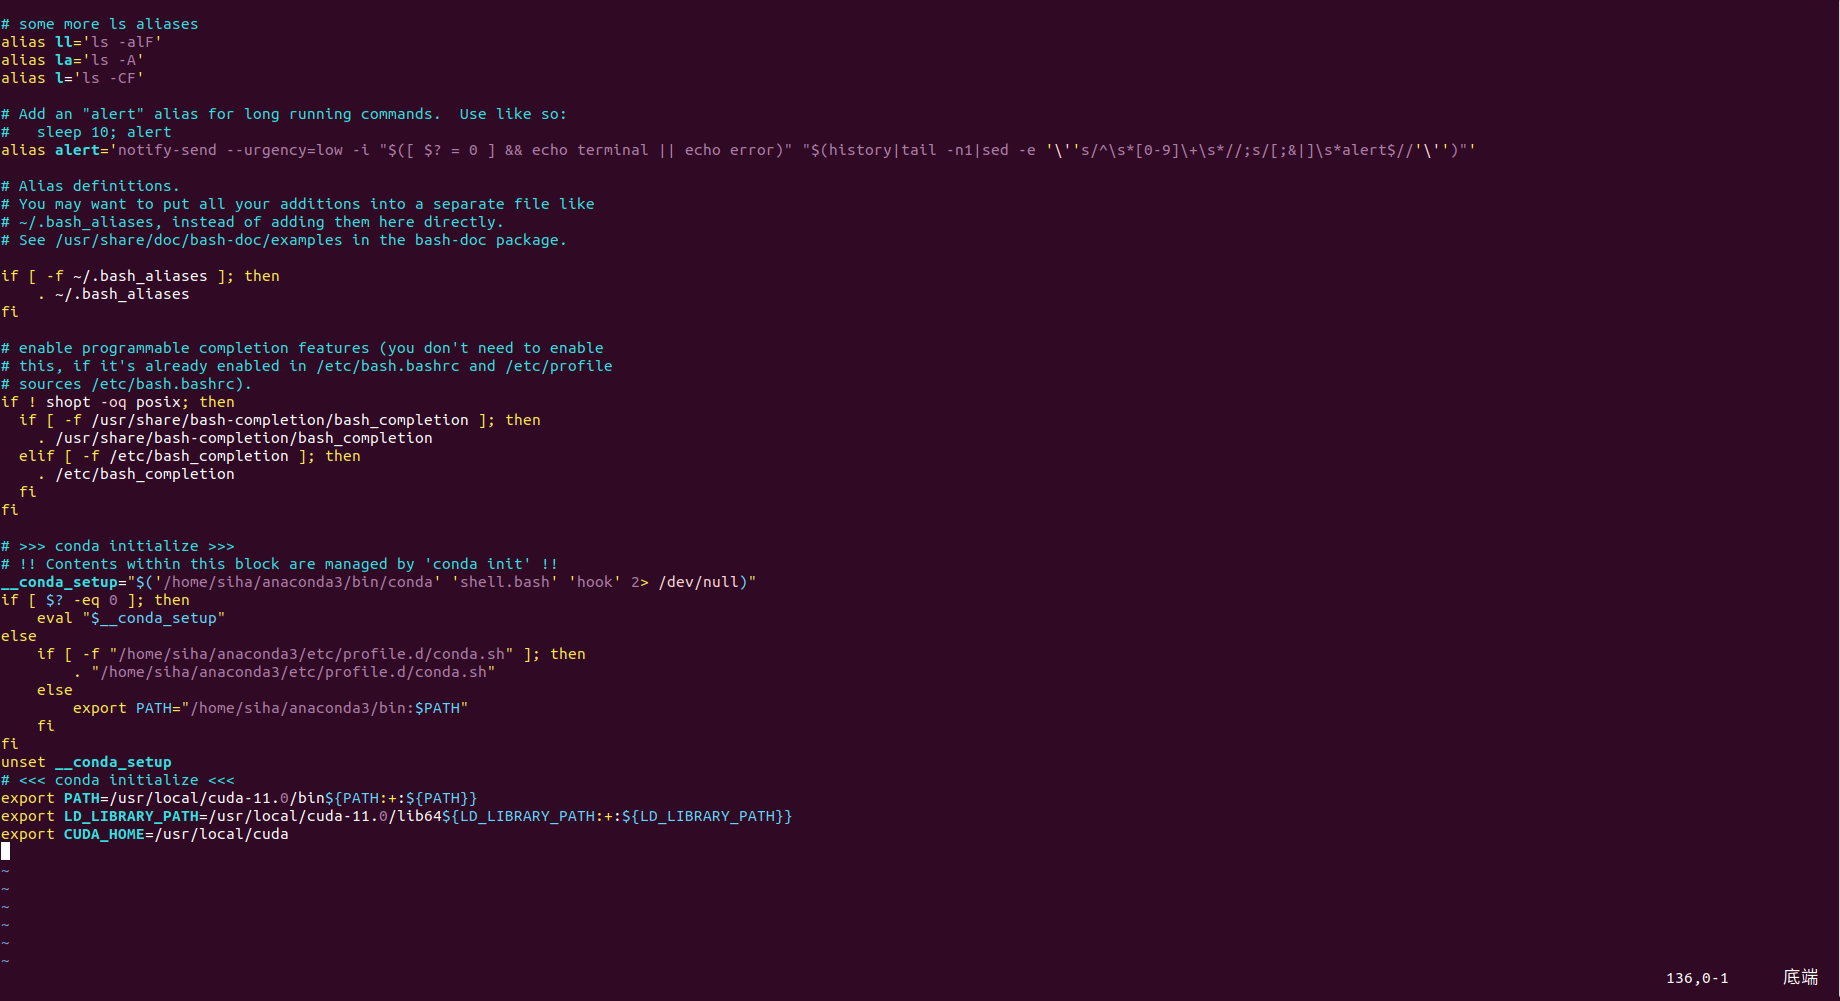 # some more ls aliases
alias ll='ls -alF'
alias la='ls -A'
alias l='ls -CF'
# Add an "alert" alias for long running commands.  Use like so:
#   sleep 10; alert
alias alert='notify-send --urgency=low -i "$([ $? = 0 ] && echo terminal || echo error)" "$(history|tail -n1|sed -e '\''s/^\s*[0-9]\+\s*//;s/[;&|]\s*alert$//'\'')"'
# Alias definitions.
# You may want to put all your additions into a separate file like
# ~/.bash_aliases, instead of adding them here directly.
# See /usr/share/doc/bash-doc/examples in the bash-doc package.
if [ -f ~/.bash_aliases ]; then
    . ~/.bash_aliases
fi
# enable programmable completion features (you don't need to enable
# this, if it's already enabled in /etc/bash.bashrc and /etc/profile
# sources /etc/bash.bashrc).
if ! shopt -oq posix; then
  if [ -f /usr/share/bash-completion/bash_completion ]; then
    . /usr/share/bash-completion/bash_completion
  elif [ -f /etc/bash_completion ]; then
    . /etc/bash_completion
  fi
fi
# >>> conda initialize >>>
# !! Contents within this block are managed by 'conda init' !!
__conda_setup="$('/home/siha/anaconda3/bin/conda' 'shell.bash' 'hook' 2> /dev/null)"
if [ $? -eq 0 ]; then
    eval "$__conda_setup"
else
    if [ -f "/home/siha/anaconda3/etc/profile.d/conda.sh" ]; then
        . "/home/siha/anaconda3/etc/profile.d/conda.sh"
    else
        export PATH="/home/siha/anaconda3/bin:$PATH"
    fi
fi
unset __conda_setup
# <<< conda initialize <<<
export PATH=/usr/local/cuda-11.0/bin${PATH:+:${PATH}}
export LD_LIBRARY_PATH=/usr/local/cuda-11.0/lib64${LD_LIBRARY_PATH:+:${LD_LIBRARY_PATH}}
export CUDA_HOME=/usr/local/cuda
~
~
~
~
~
~
136,0-1 底端